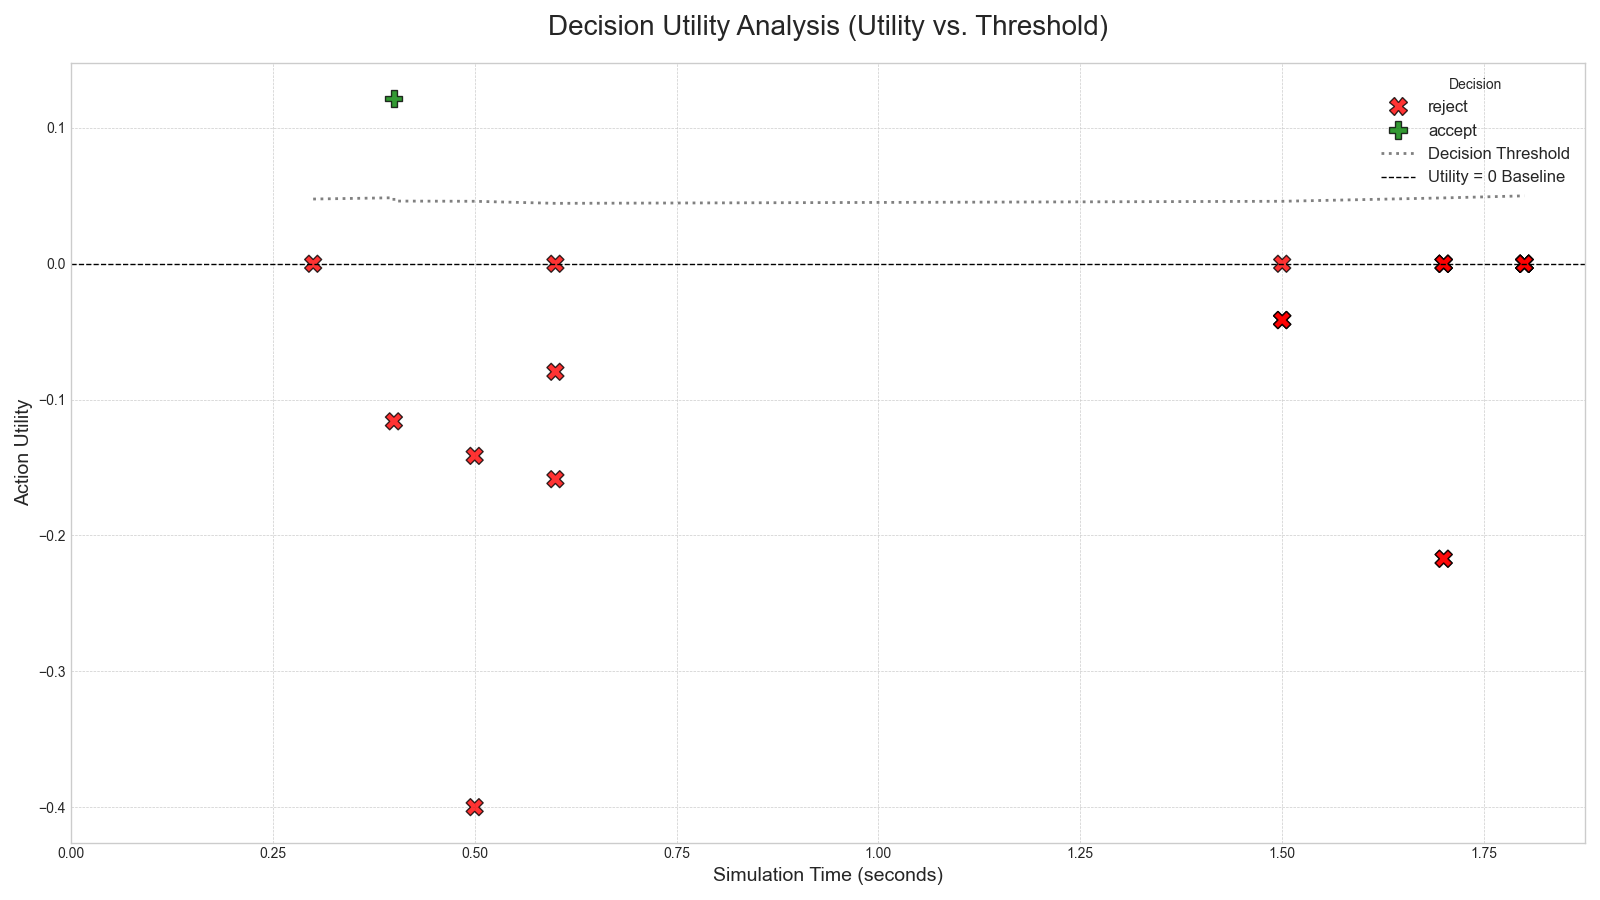 Decision Utility Analysis (Utility vs. Threshold)
Decision
reject
accept
Decision Threshold
Utility = 0 Baseline
0.1
0.0
−0.1
−0.2
−0.3
−0.4
Action Utility
0.00 0.25 0.50 0.75 1.00 1.25 1.50 1.75
Simulation Time (seconds)